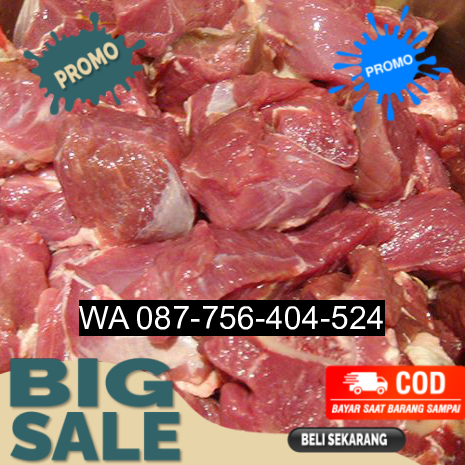 PROMO
PROMO
WA 087-756-404-524
BIG
SALE
COD
BAYAR SAAT BARANG SAMPAI
BELI SEKARANG